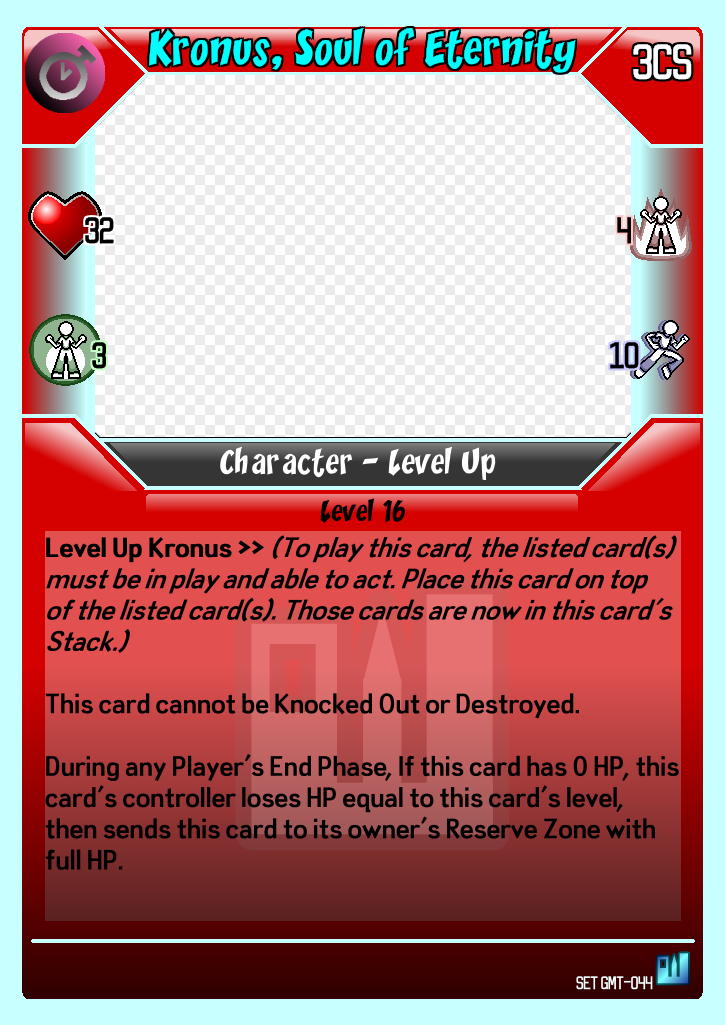 Kronus, Soul of Eternity
3CS
32
4
3
10
Character - Level Up
Level 16
Level Up Kronus >> (To play this card, the listed card(s)
must be in play and able to act. Place this card on top
of the listed card(s). Those cards are now in this card's
Stack.)
This card cannot be Knocked Out or Destroyed.
During any Player's End Phase, If this card has 0 HP, this
card's controller loses HP equal to this card's level,
then sends this card to its owner's Reserve Zone with
full HP.
SET GMT-044